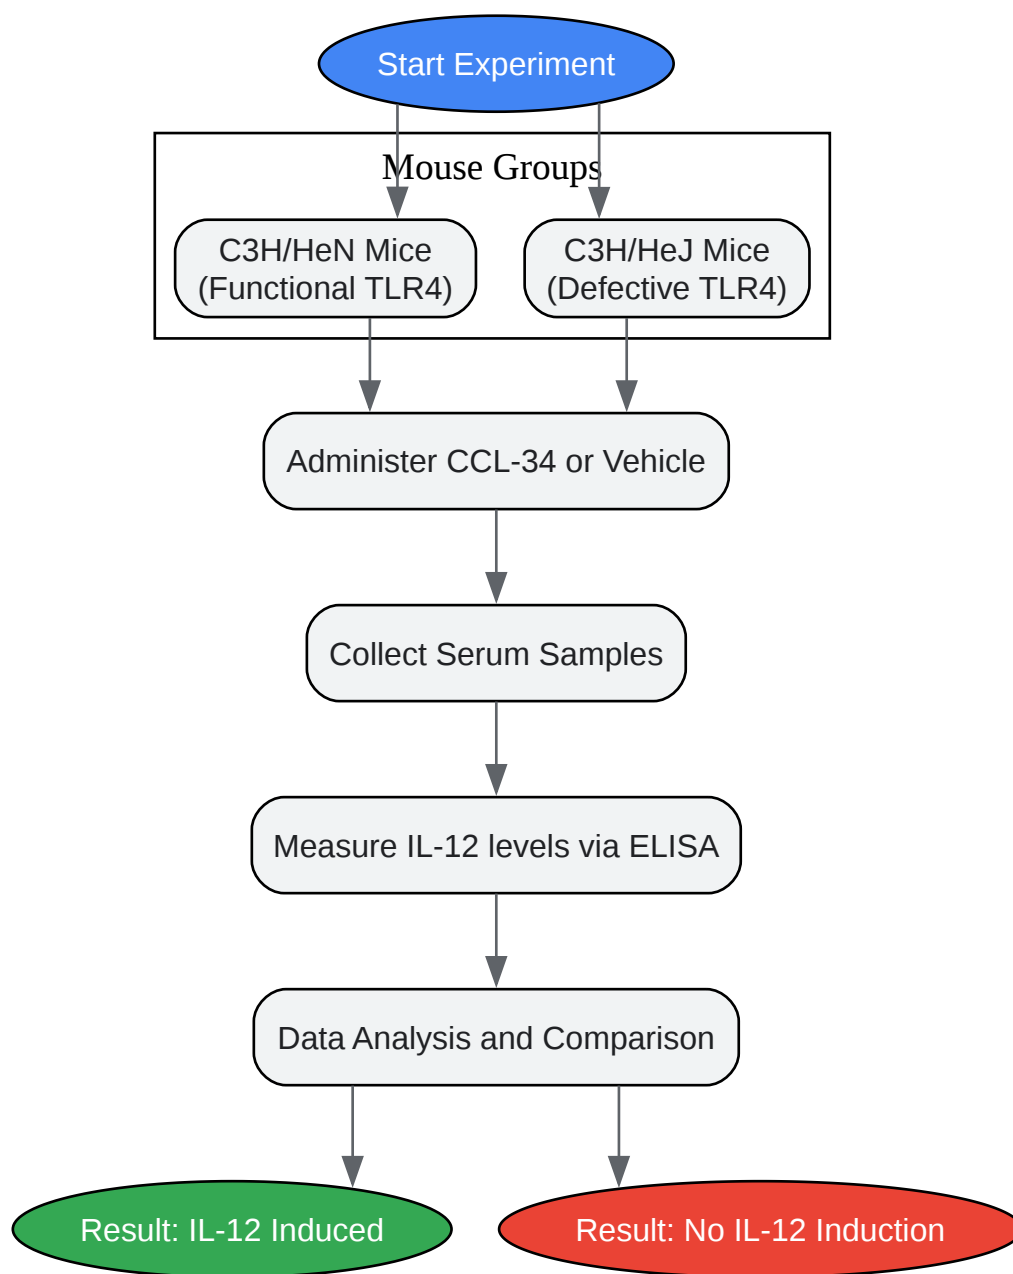 Start Experiment
Mouse Groups
C3H/HeN Mice
(Functional TLR4)
C3H/HeJ Mice
(Defective TLR4)
Administer CCL-34 or Vehicle
Collect Serum Samples
Measure IL-12 levels via ELISA
Data Analysis and Comparison
Result: IL-12 Induced
Result: No IL-12 Induction